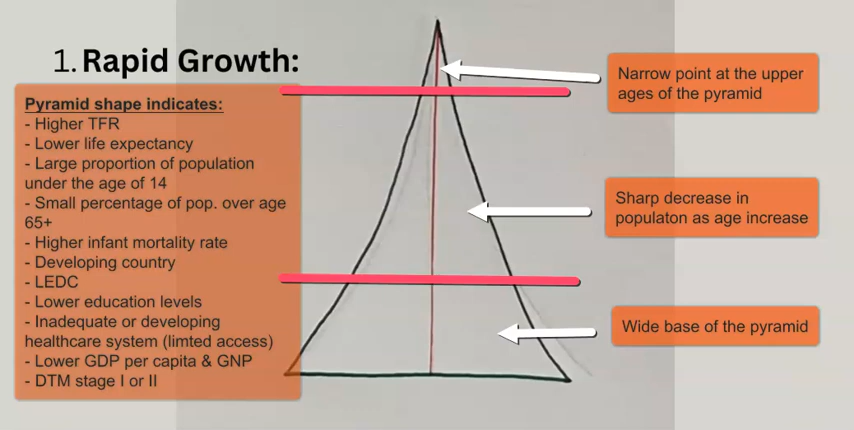 1. Rapid Growth:
Pyramid shape indicates:
- Higher TFR
- Lower life expectancy
- Large proportion of population
under the age of 14
- Small percentage of pop. over age
65+
- Higher infant mortality rate
- Developing country
- LEDC
- Lower education levels
- Inadequate or developing
healthcare system (limted access)
- Lower GDP per capita & GNP
- DTM stage I or II
Narrow point at the upper
ages of the pyramid
Sharp decrease in
populaton as age increase
Wide base of the pyramid